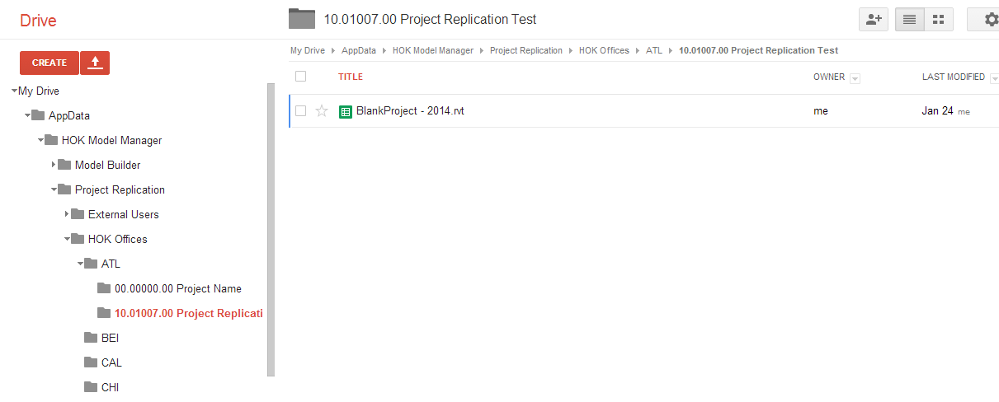 Drive
10.01007.00 Project Replication Test
CREATE
My Drive AppData HOK Model Manager Project Replication HOK Offices ATL 10.01007.00 Project Replication Test
TITLE OWNER LAST MODIFIED
BlankProject - 2014.rvt me Jan 24 me
My Drive
AppData
HOK Model Manager
Model Builder
Project Replication
External Users
HOK Offices
ATL
00.00000.00 Project Name
10.01007.00 Project Replicati
BEI
CAL
CHI